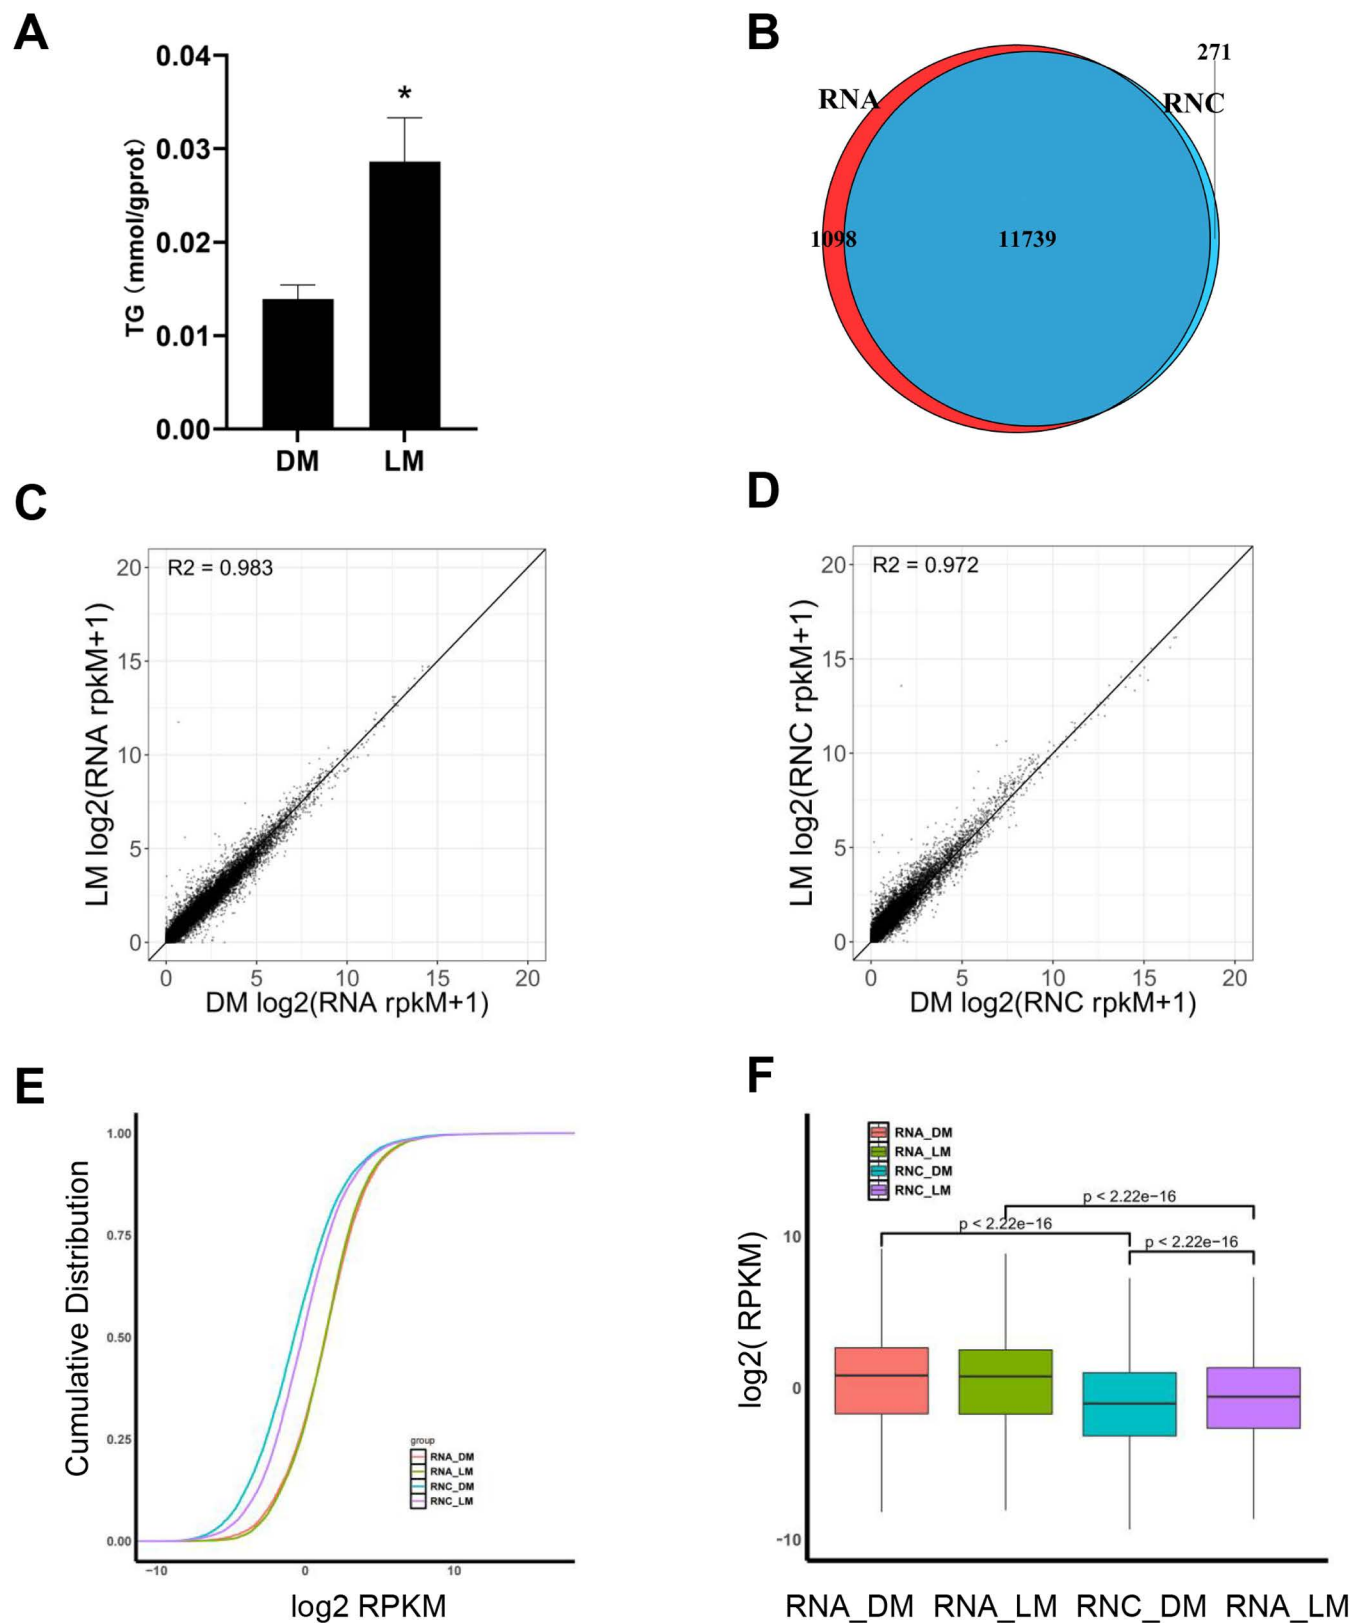 A
0.04
0.03
0.02
0.01
0.00
TG（mmol/gprot）
*
DM
LM
B
RNA
RNC
271
1098
11739
C
R2 = 0.983
20
15
10
5
0
LM log2(RNA rpkM+1)
0 5 10 15 20
DM log2(RNA rpkM+1)
D
R2 = 0.972
20
15
10
5
0
LM log2(RNC rpkM+1)
0 5 10 15 20
DM log2(RNC rpkM+1)
E
1.00
0.75
0.50
0.25
0.00
Cumulative Distribution
group
RNA_DM
RNA_LM
RNC_DM
RNC_LM
−10 0 10
log2 RPKM
F
RNA_DM
RNA_LM
RNC_DM
RNC_LM
p < 2.22e−16
p < 2.22e−16
p < 2.22e−16
10
0
−10
log2( RPKM)
RNA_DM RNA_LM RNC_DM RNA_LM